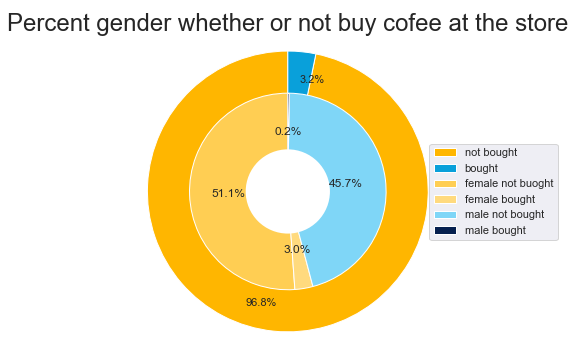 Percent gender whether or not buy cofee at the store
3.2%
0.2%
51.1%
45.7%
3.0%
96.8%
not bought
bought
female not buught
female bought
male not bought
male bought